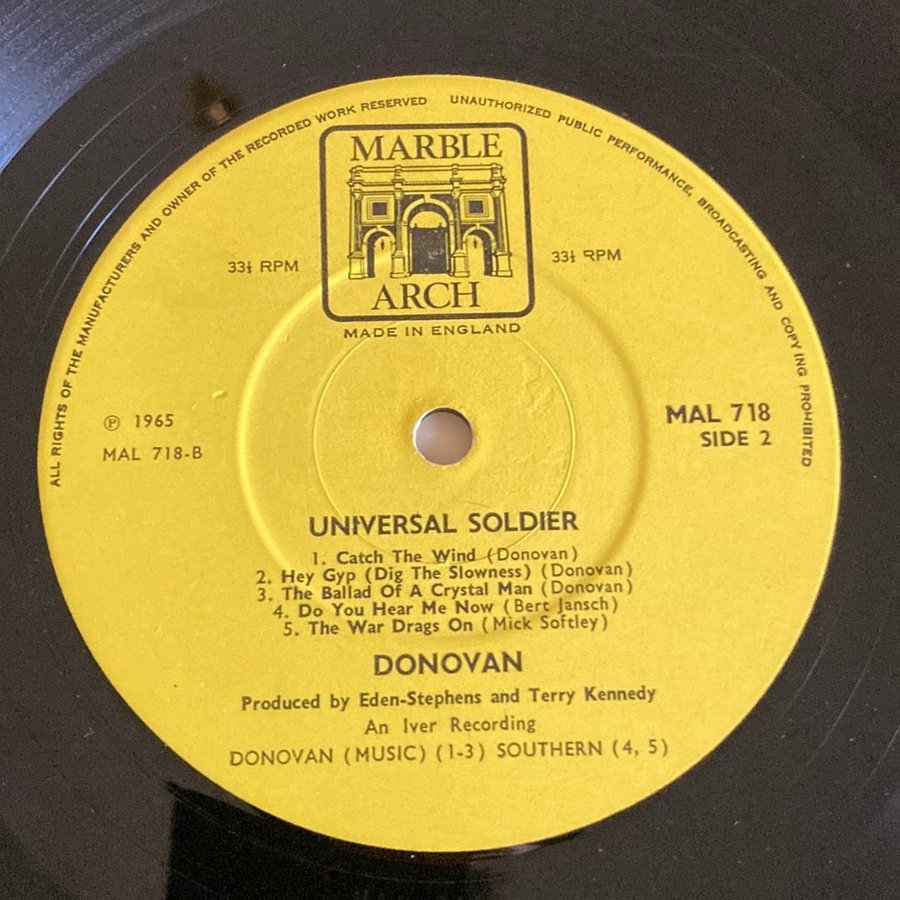 ALL RIGHTS OF THE MANUFACTURERS AND OWNER OF THE RECORDED WORK RESERVED UNAUTHORIZED PUBLIC PERFORMANCE, BROADCASTING AND COPYING PROHIBITED
MARBLE
ARCH
33⅓ RPM 33⅓ RPM
MADE IN ENGLAND
℗ 1965
MAL 718-B
MAL 718
SIDE 2
UNIVERSAL SOLDIER
1. Catch The Wind (Donovan)
2. Hey Gyp (Dig The Slowness) (Donovan)
3. The Ballad Of A Crystal Man (Donovan)
4. Do You Hear Me Now (Bert Jansch)
5. The War Drags On (Mick Softley)
DONOVAN
Produced by Eden-Stephens and Terry Kennedy
An Iver Recording
DONOVAN (MUSIC) (1-3) SOUTHERN (4, 5)